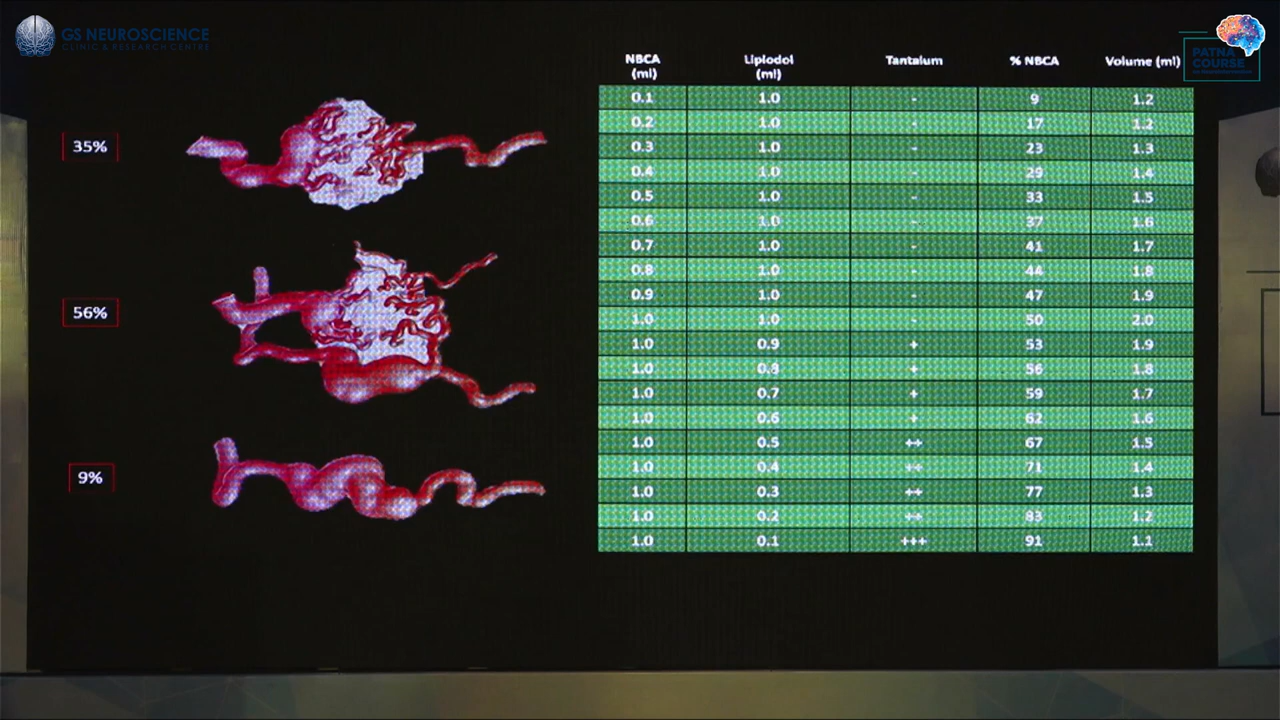 GS NEUROSCIENCE
CLINIC & RESEARCH CENTRE
PATNA
COURSE
NBCA (ml) Liplodol (ml) Tantalum % NBCA Volume (ml)
0.1 1.0 - 9 1.2
0.2 1.0 - 17 1.2
0.3 1.0 - 23 1.3
0.4 1.0 - 29 1.4
0.5 1.0 - 33 1.5
0.6 1.0 - 37 1.6
0.7 1.0 - 41 1.7
0.8 1.0 - 44 1.8
0.9 1.0 - 47 1.9
1.0 1.0 - 50 2.0
1.0 0.9 + 53 1.9
1.0 0.8 + 56 1.8
1.0 0.7 + 59 1.7
1.0 0.6 + 62 1.6
1.0 0.5 ++ 67 1.5
1.0 0.4 ++ 71 1.4
1.0 0.3 ++ 77 1.3
1.0 0.2 ++ 83 1.2
1.0 0.1 +++ 91 1.1
35%
56%
9%